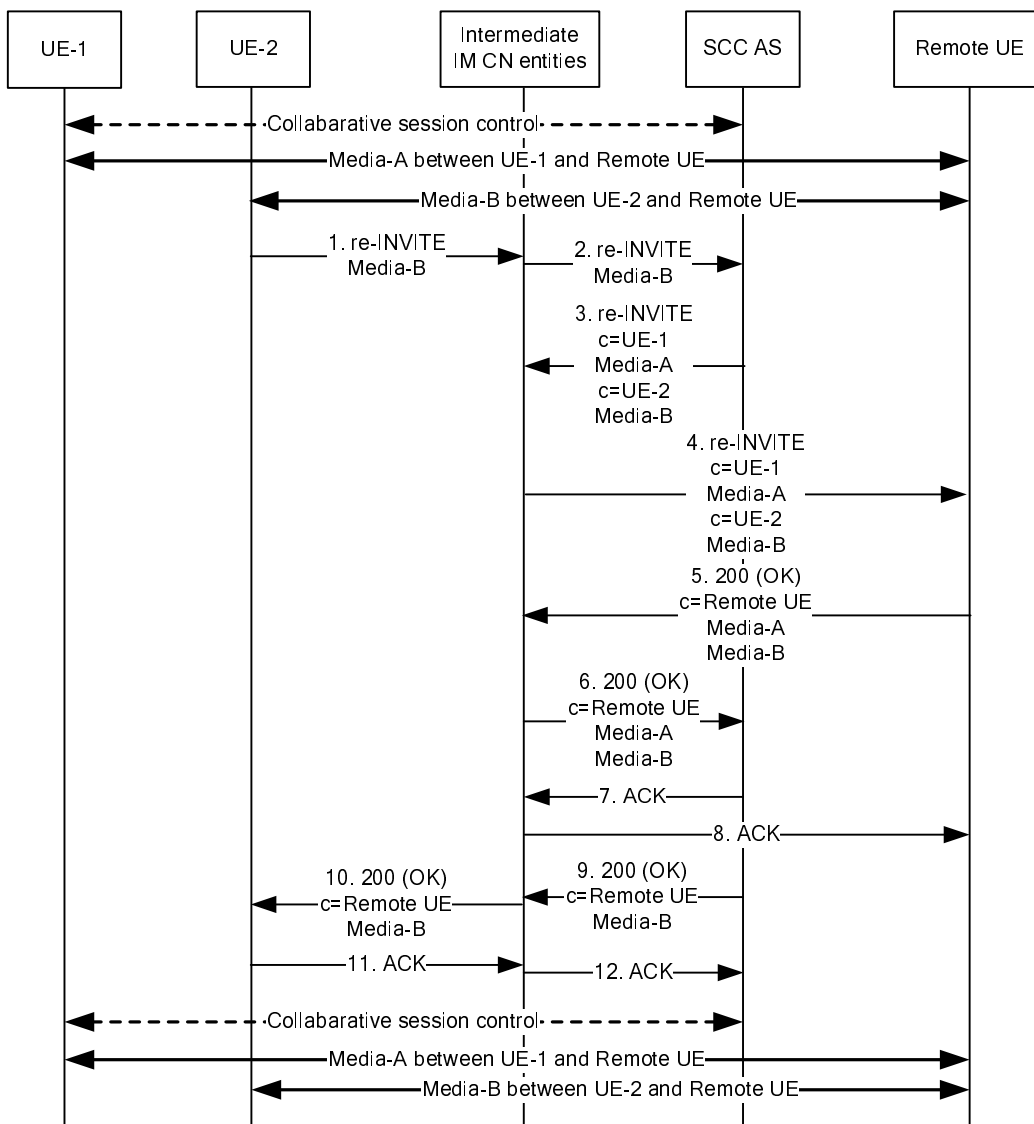 UE-1
UE-2
Intermediate
IM CN entities
SCC AS
Remote UE
Collabarative session control
Media-A between UE-1 and Remote UE
Media-B between UE-2 and Remote UE
1. re-INVITE
Media-B
2. re-INVITE
Media-B
3. re-INVITE
c=UE-1
Media-A
c=UE-2
Media-B
4. re-INVITE
c=UE-1
Media-A
c=UE-2
Media-B
5. 200 (OK)
c=Remote UE
Media-A
Media-B
6. 200 (OK)
c=Remote UE
Media-A
Media-B
7. ACK
8. ACK
9. 200 (OK)
c=Remote UE
Media-B
10. 200 (OK)
c=Remote UE
Media-B
11. ACK
12. ACK
Collabarative session control
Media-A between UE-1 and Remote UE
Media-B between UE-2 and Remote UE